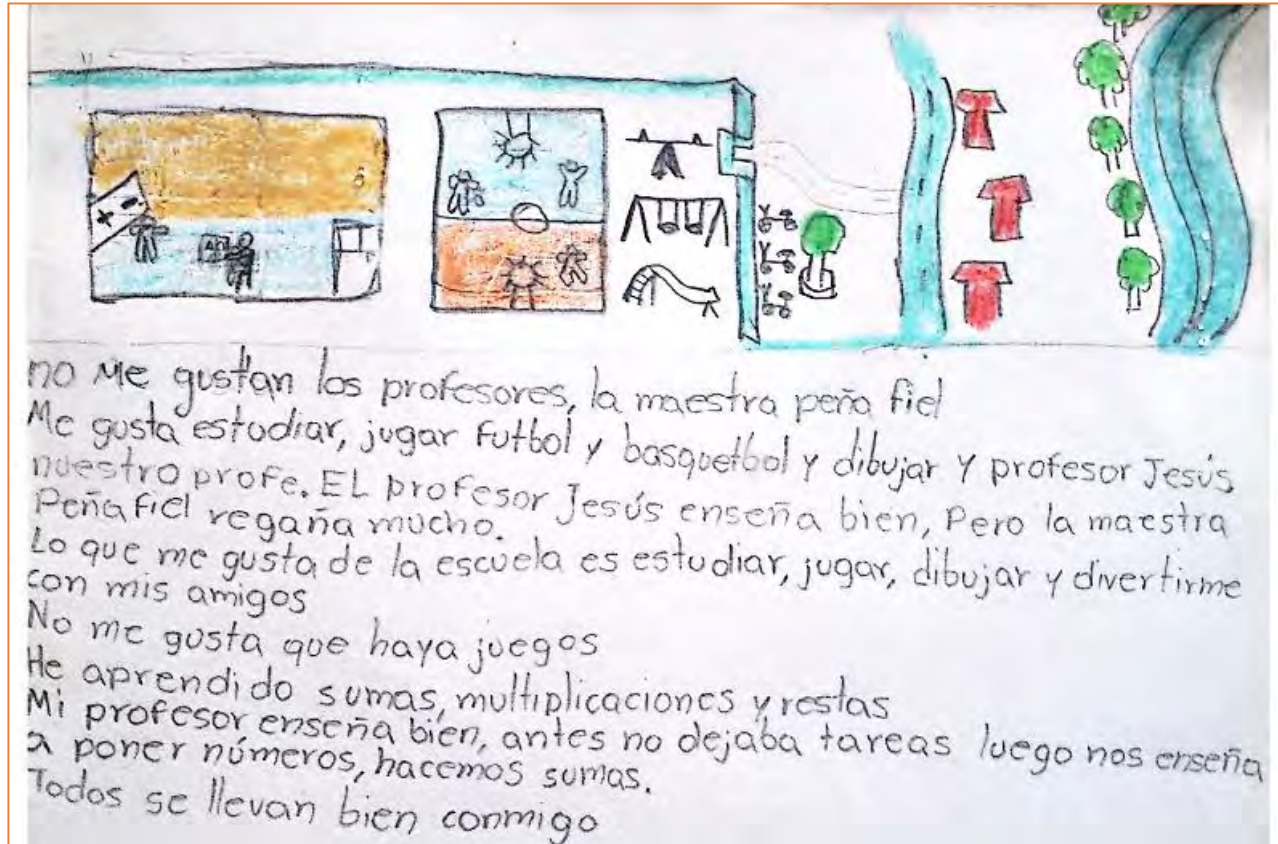 no Me gustan los profesores, la maestra peña fiel
Me gusta estudiar, jugar futbol y basquetbol y dibujar y profesor Jesús
nuestro profe. EL profesor Jesús enseña bien, Pero la maestra
Peñafiel regaña mucho.
Lo que me gusta de la escuela es estudiar, jugar, dibujar y divertirme
con mis amigos
No me gusta que haya juegos
He aprendido sumas, multiplicaciones y restas
Mi profesor enseña bien, antes no dejaba tareas luego nos enseña
a poner números, hacemos sumas.
Todos se llevan bien conmigo